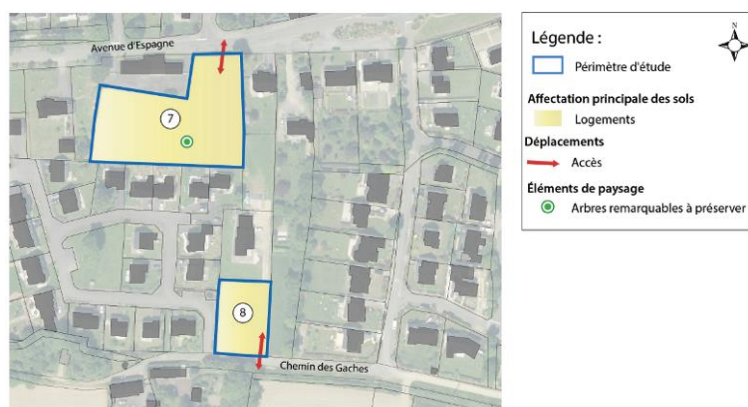 Avenue d'Espagne
7
8
Chemin des Gaches
Légende :
N
Périmètre d'étude
Affectation principale des sols
Logements
Déplacements
Accès
Éléments de paysage
Arbres remarquables à préserver